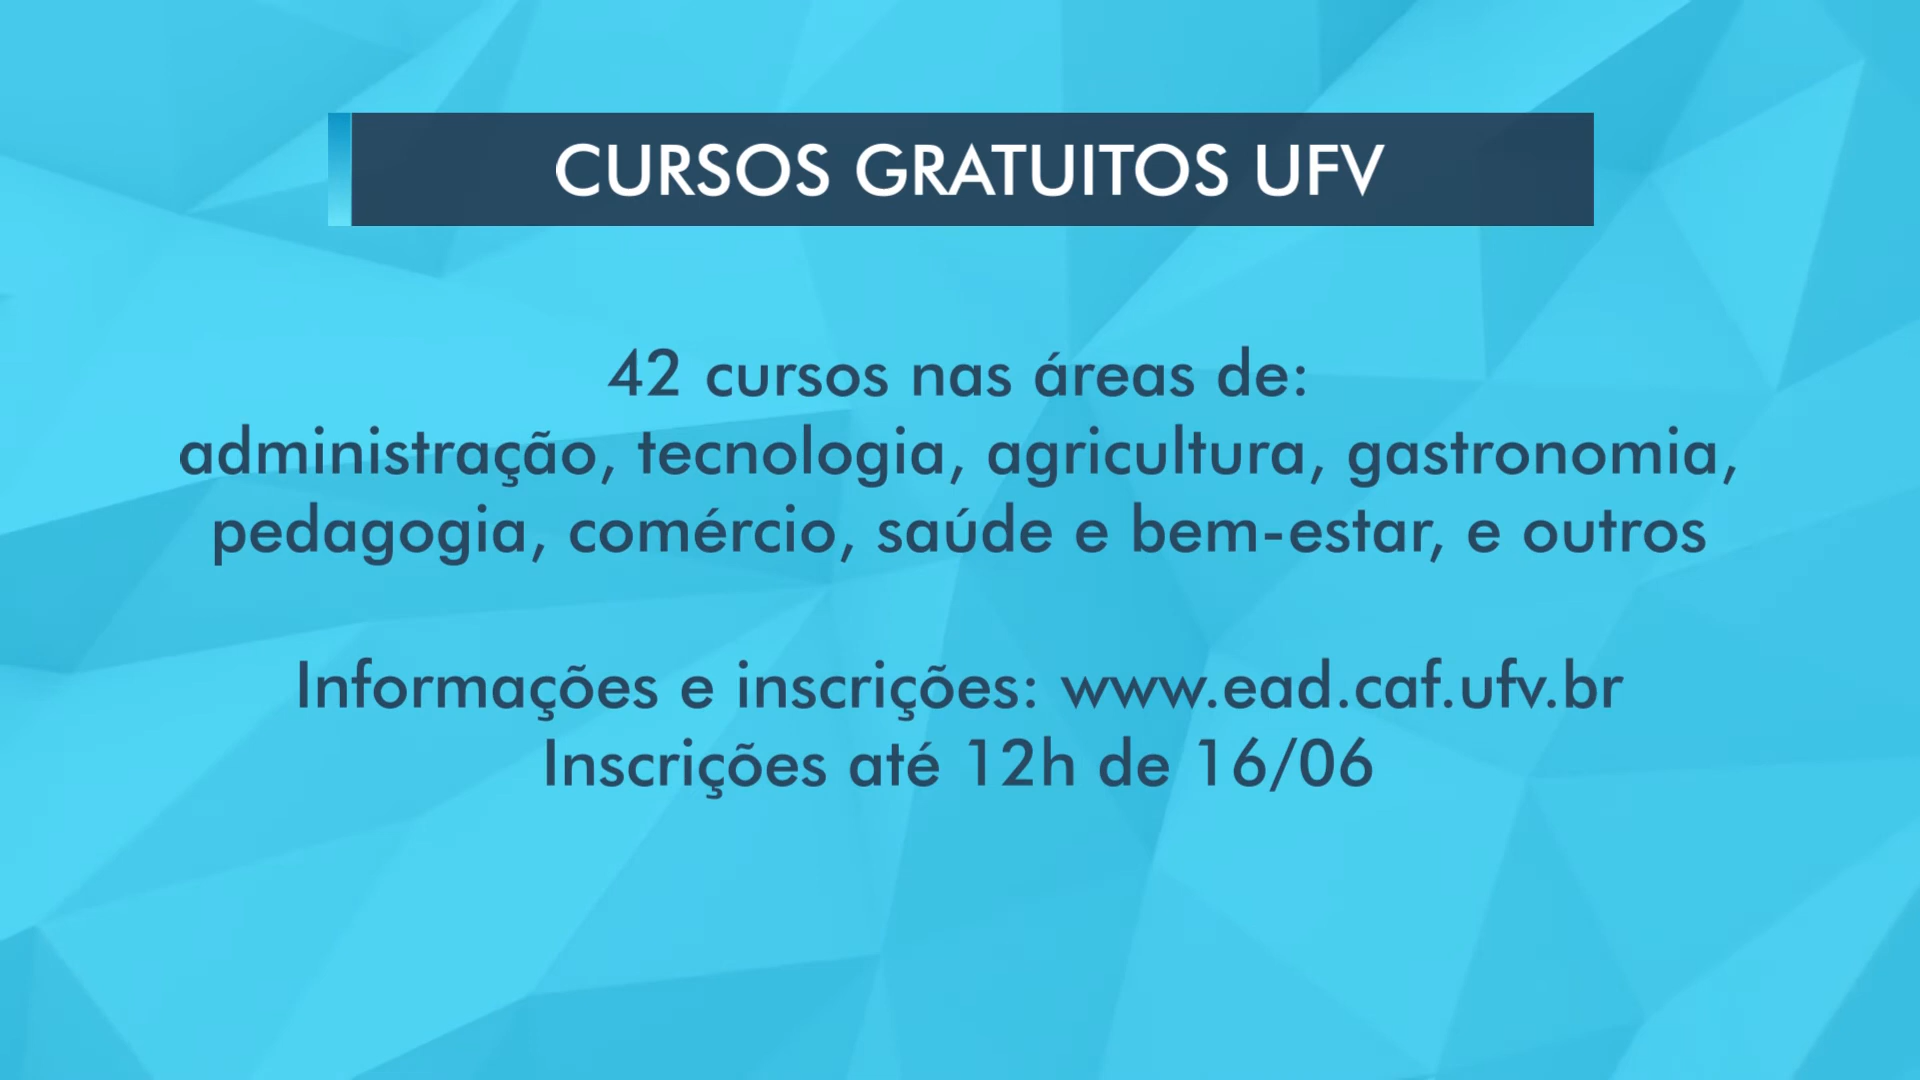 CURSOS GRATUITOS UFV
42 cursos nas áreas de:
administração, tecnologia, agricultura, gastronomia,
pedagogia, comércio, saúde e bem-estar, e outros
Informações e inscrições: www.ead.caf.ufv.br
Inscrições até 12h de 16/06